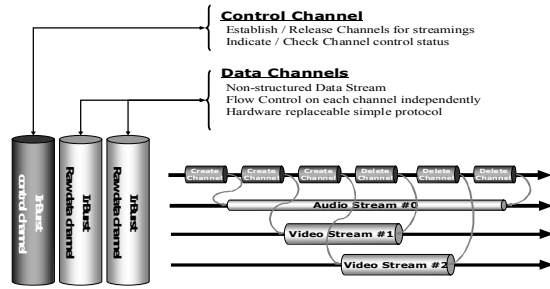 Control Channel
Establish / Release Channels for streamings
Indicate / Check Channel control status
Data Channels
Non-structured Data Stream
Flow Control on each channel independently
Hardware replaceable simple protocol
IrBurst
control channel
IrBurst
Rawdata channel
IrBurst
Rawdata channel
Create
Channel
Create
Channel
Create
Channel
Delete
Channel
Delete
Channel
Delete
Channel
Audio Stream #0
Video Stream #1
Video Stream #2